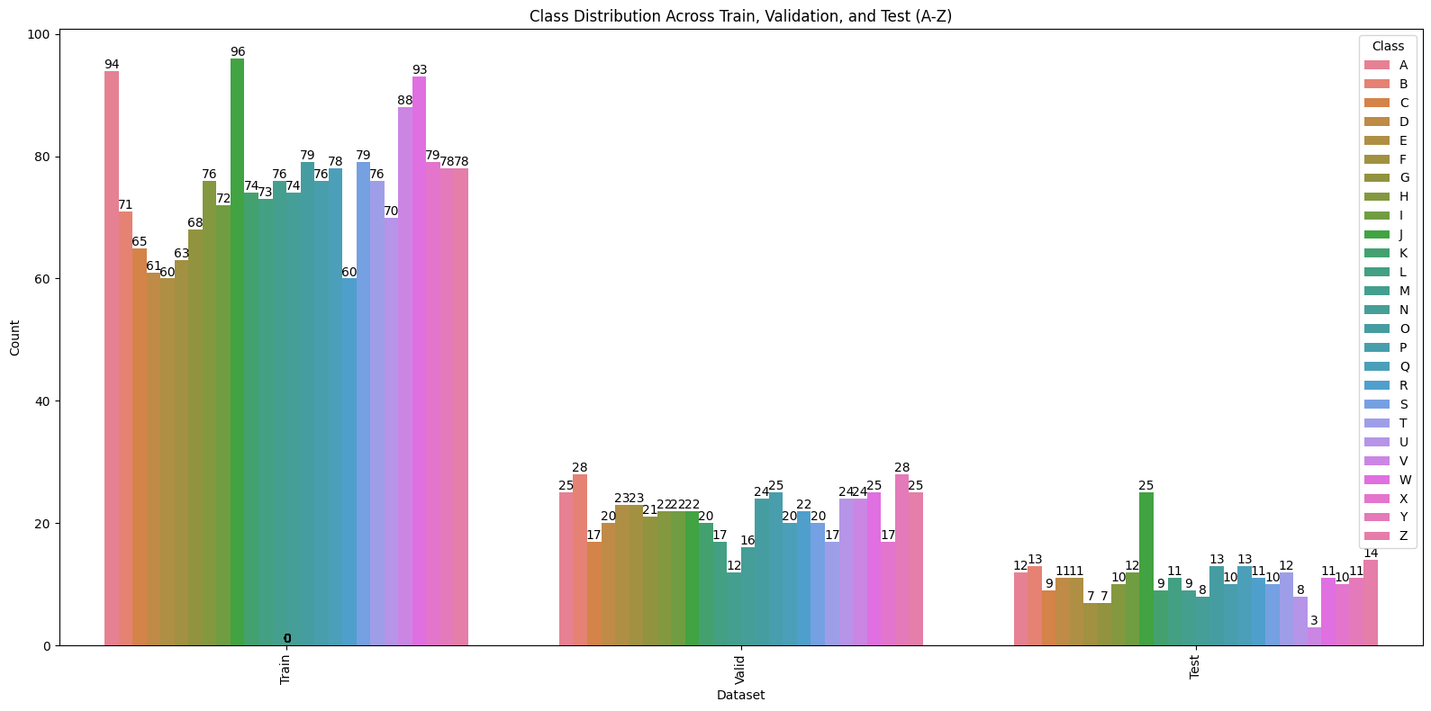 Class Distribution Across Train, Validation, and Test (A-Z)
Count
100
80
60
40
20
0
94 71 65 61 60 63 68 76 72 96 74 73 76 74 79 76 78 60 79 76 70 88 93 79 78 78
0
25 28 17 20 23 23 21 22 22 22 20 17 12 16 24 25 20 22 20 17 24 24 25 17 28 25
12 13 9 11 11 7 7 10 12 25 9 11 9 8 13 10 13 11 10 12 8 3 11 10 11 14
Train
Valid
Test
Dataset
Class
A
B
C
D
E
F
G
H
I
J
K
L
M
N
O
P
Q
R
S
T
U
V
W
X
Y
Z